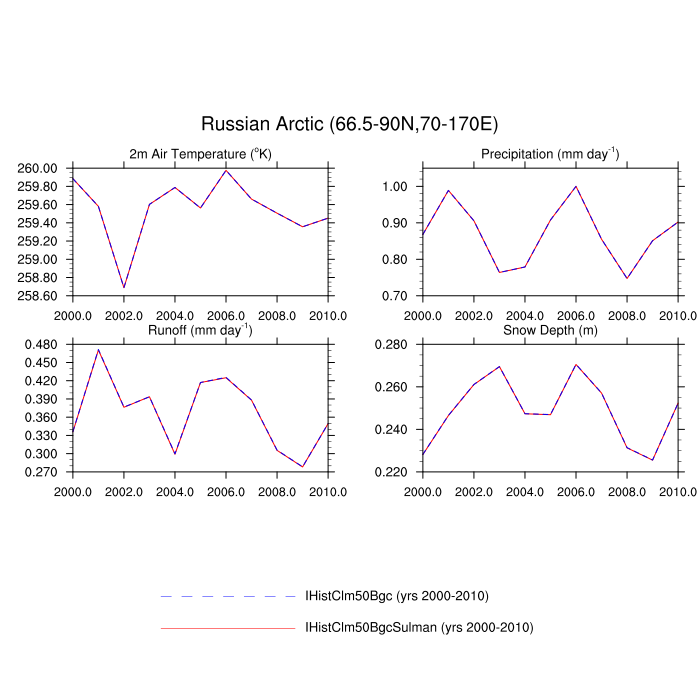 Russian Arctic (66.5-90N,70-170E)
2m Air Temperature (°K)
260.00
259.80
259.60
259.40
259.20
259.00
258.80
258.60
2000.0 2002.0 2004.0 2006.0 2008.0 2010.0
Precipitation (mm day-1)
1.00
0.90
0.80
0.70
2000.0 2002.0 2004.0 2006.0 2008.0 2010.0
Runoff (mm day-1)
0.480
0.450
0.420
0.390
0.360
0.330
0.300
0.270
2000.0 2002.0 2004.0 2006.0 2008.0 2010.0
Snow Depth (m)
0.280
0.260
0.240
0.220
2000.0 2002.0 2004.0 2006.0 2008.0 2010.0
IHistClm50Bgc (yrs 2000-2010)
IHistClm50BgcSulman (yrs 2000-2010)